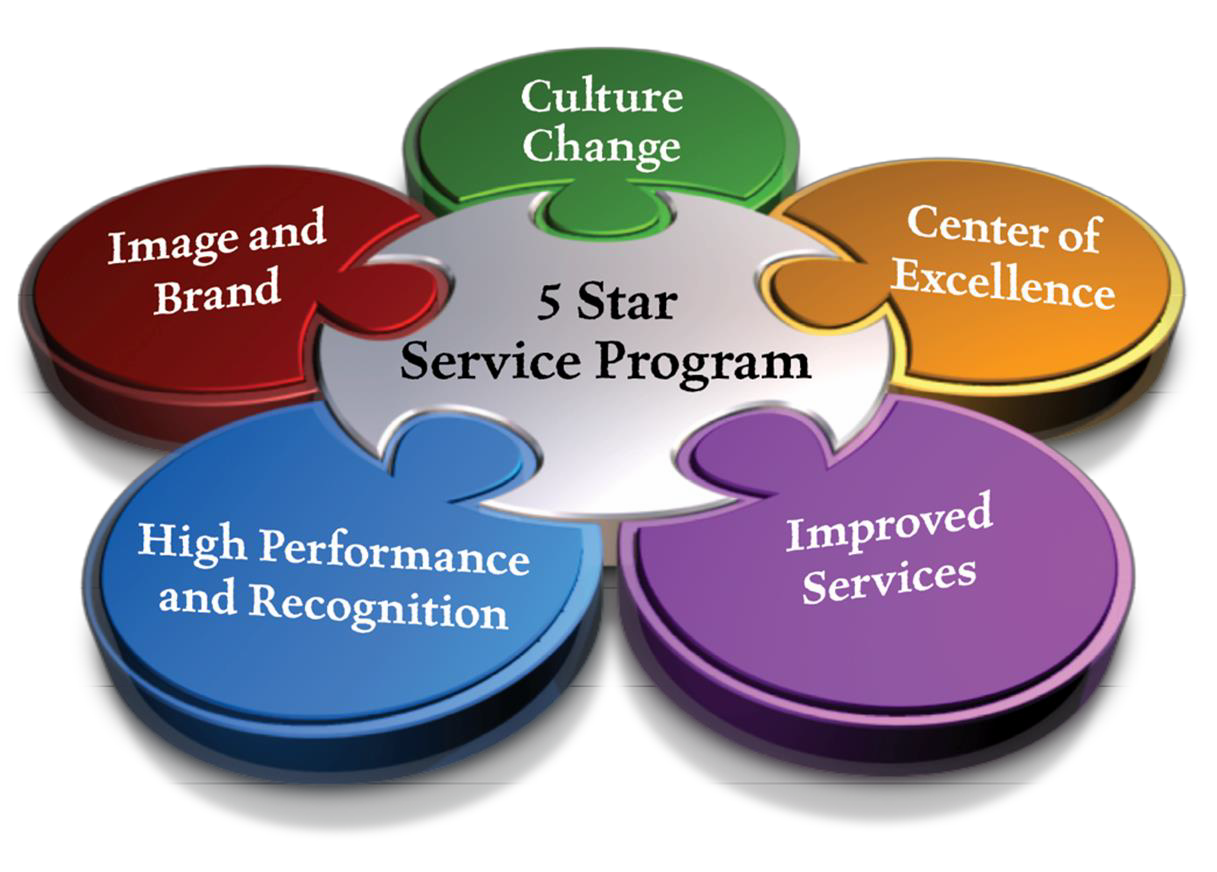 Culture
Change
Image and
Brand
Center of
Excellence
5 Star
Service Program
High Performance
and Recognition
Improved
Services